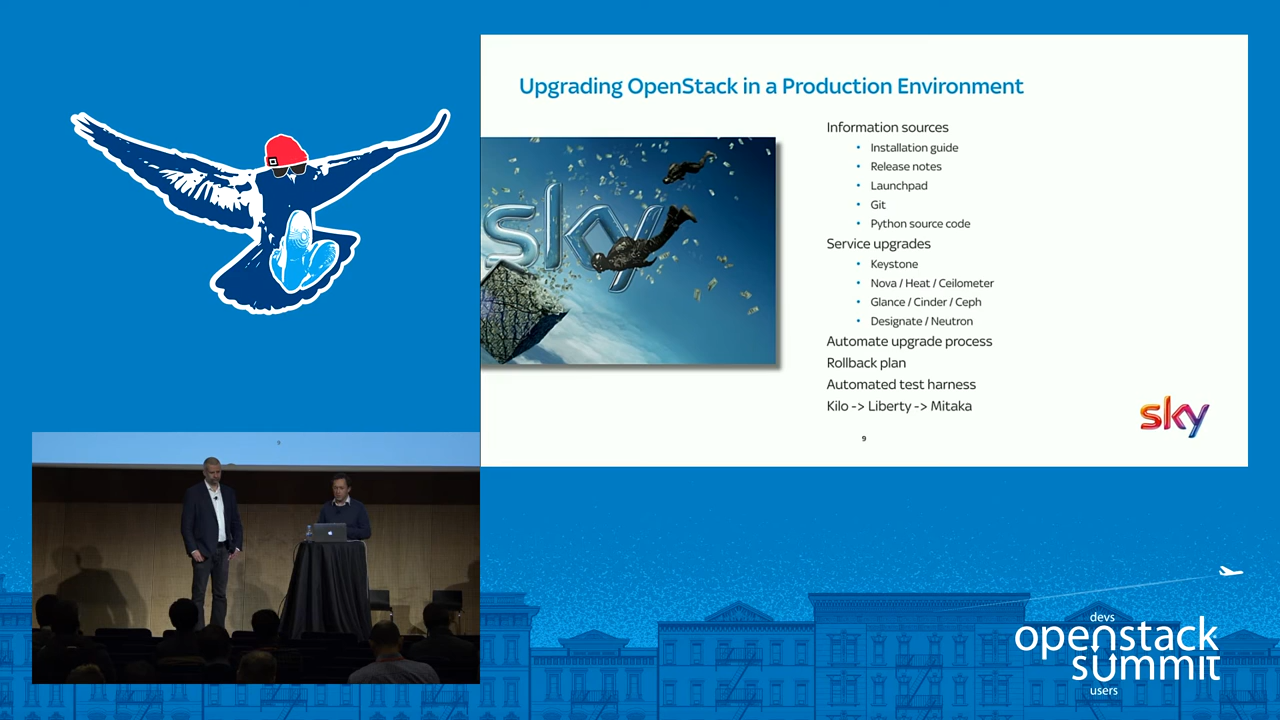 Upgrading OpenStack in a Production Environment
sky
Information sources
• Installation guide
• Release notes
• Launchpad
• Git
• Python source code
Service upgrades
• Keystone
• Nova / Heat / Ceilometer
• Glance / Cinder / Ceph
• Designate / Neutron
Automate upgrade process
Rollback plan
Automated test harness
Kilo -> Liberty -> Mitaka
9
sky
9
devs
openstack
summit
users